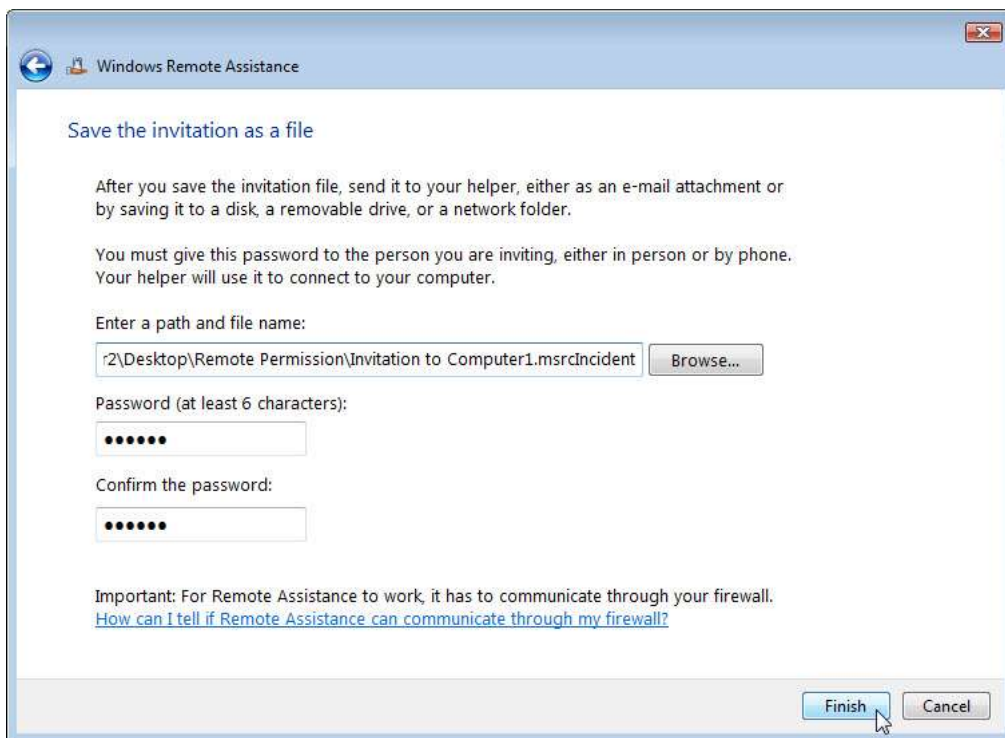 Windows Remote Assistance
Save the invitation as a file
After you save the invitation file, send it to your helper, either as an e-mail attachment or
by saving it to a disk, a removable drive, or a network folder.
You must give this password to the person you are inviting, either in person or by phone.
Your helper will use it to connect to your computer.
Enter a path and file name:
r2\Desktop\Remote Permission\Invitation to Computer1.msrcIncident
Browse...
Password (at least 6 characters):
••••••
Confirm the password:
••••••
Important: For Remote Assistance to work, it has to communicate through your firewall.
How can I tell if Remote Assistance can communicate through my firewall?
Finish
Cancel